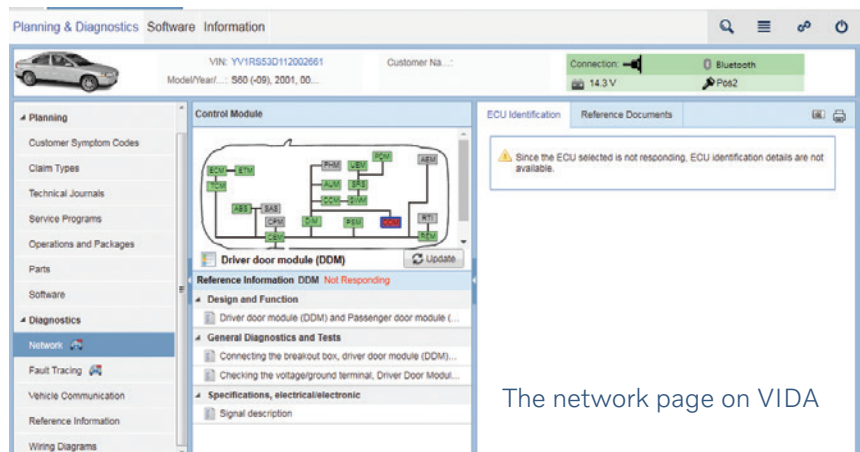 Planning & Diagnostics Software Information
VIN: YV1RS53D112002661
Customer Na...:
Model/Year/...: S60 (-09), 2001, 00...
Connection:
Bluetooth
14.3 V
Pos2
Planning
Customer Symptom Codes
Claim Types
Technical Journals
Service Programs
Operations and Packages
Parts
Software
Diagnostics
Network
Fault Tracing
Vehicle Communication
Reference Information
Wiring Diagrams
Control Module
PDM
PHM UEM AEM
ECM ETM
TCM
AUM SRS
CCM SWM
ABS SAS
CPM DIM PSM DDM RTI
CEM REM
Driver door module (DDM)
Update
Reference Information DDM Not Responding
Design and Function
Driver door module (DDM) and Passenger door module (...
General Diagnostics and Tests
Connecting the breakout box, driver door module (DDM)...
Checking the voltage/ground terminal, Driver Door Modul...
Specifications, electrical/electronic
Signal description
ECU Identification Reference Documents
Since the ECU selected is not responding, ECU identification details are not
available.
The network page on VIDA